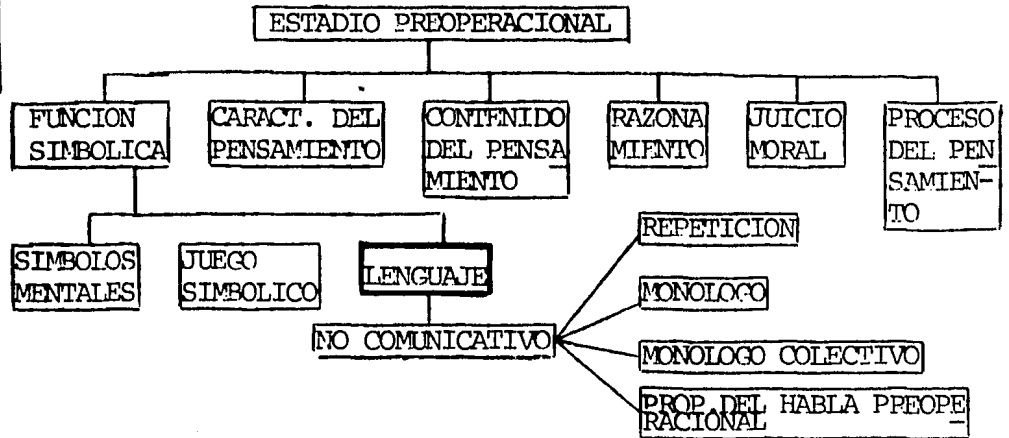 ESTADIO PREOPERACIONAL
FUNCION
SIMBOLICA
CARACT. DEL
PENSAMIENTO
CONTENIDO
DEL PENSA
MIENTO
RAZONA
MIENTO
JUICIO
MORAL
PROCESO
DEL PEN
SAMIEN-
TO
SIMBOLOS
MENTALES
JUEGO
SIMBOLICO
LENGUAJE
NO COMUNICATIVO
REPETICION
MONOLOGO
MONOLOGO COLECTIVO
PROP.DEL HABLA PREOPE
RACIONAL –